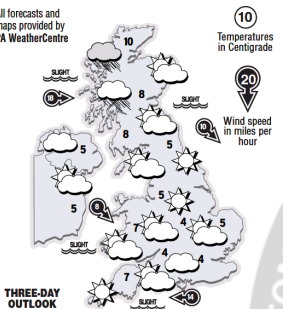 All forecasts and
maps provided by
PA WeatherCentre
10
Temperatures
in Centigrade
20
Wind speed
in miles per
hour
10
SLIGHT
18
8
SLIGHT
8
10
5
5
5
5
8
7
4
5
SLIGHT
4
4
7
14
SLIGHT
THREE-DAY
OUTLOOK